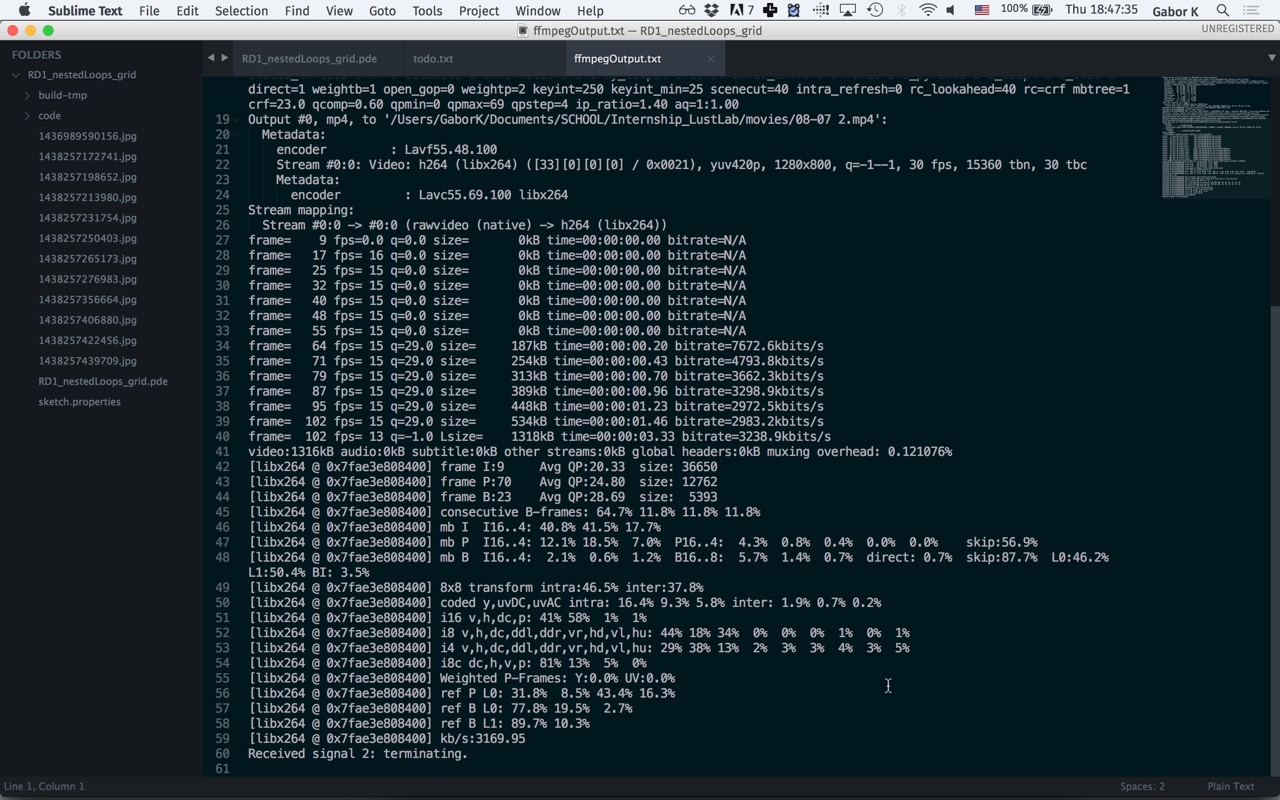 Sublime Text File Edit Selection Find View Goto Tools Project Window Help 7 100% Thu 18:47:35 Gabor K
ffmpegOutput.txt — RD1_nestedLoops_grid UNREGISTERED
FOLDERS
RD1_nestedLoops_grid
build-tmp
code
1436989590156.jpg
1438257172741.jpg
1438257198652.jpg
1438257213980.jpg
1438257231754.jpg
1438257250403.jpg
1438257265173.jpg
1438257276983.jpg
1438257356664.jpg
1438257406880.jpg
1438257422456.jpg
1438257439709.jpg
RD1_nestedLoops_grid.pde
sketch.properties
RD1_nestedLoops_grid.pde todo.txt ffmpegOutput.txt
direct=1 weightb=1 open_gop=0 weightp=2 keyint=250 keyint_min=25 scenecut=40 intra_refresh=0 rc_lookahead=40 rc=crf mbtree=1
crf=23.0 qcomp=0.60 qpmin=0 qpmax=69 qpstep=4 ip_ratio=1.40 aq=1:1.00
19 Output #0, mp4, to '/Users/GaborK/Documents/SCHOOL/Internship_LustLab/movies/08-07 2.mp4':
20 Metadata:
21 encoder : Lavf55.48.100
22 Stream #0:0: Video: h264 (libx264) ([33][0][0][0] / 0x0021), yuv420p, 1280x800, q=-1--1, 30 fps, 15360 tbn, 30 tbc
23 Metadata:
24 encoder : Lavc55.69.100 libx264
25 Stream mapping:
26 Stream #0:0 -> #0:0 (rawvideo (native) -> h264 (libx264))
27 frame= 9 fps=0.0 q=0.0 size= 0kB time=00:00:00.00 bitrate=N/A
28 frame= 17 fps= 16 q=0.0 size= 0kB time=00:00:00.00 bitrate=N/A
29 frame= 25 fps= 15 q=0.0 size= 0kB time=00:00:00.00 bitrate=N/A
30 frame= 32 fps= 15 q=0.0 size= 0kB time=00:00:00.00 bitrate=N/A
31 frame= 40 fps= 15 q=0.0 size= 0kB time=00:00:00.00 bitrate=N/A
32 frame= 48 fps= 15 q=0.0 size= 0kB time=00:00:00.00 bitrate=N/A
33 frame= 55 fps= 15 q=0.0 size= 0kB time=00:00:00.00 bitrate=N/A
34 frame= 64 fps= 15 q=29.0 size= 187kB time=00:00:00.20 bitrate=7672.6kbits/s
35 frame= 71 fps= 15 q=29.0 size= 254kB time=00:00:00.43 bitrate=4793.8kbits/s
36 frame= 79 fps= 15 q=29.0 size= 313kB time=00:00:00.70 bitrate=3662.3kbits/s
37 frame= 87 fps= 15 q=29.0 size= 389kB time=00:00:00.96 bitrate=3298.9kbits/s
38 frame= 95 fps= 15 q=29.0 size= 448kB time=00:00:01.23 bitrate=2972.5kbits/s
39 frame= 102 fps= 15 q=29.0 size= 534kB time=00:00:01.46 bitrate=2983.2kbits/s
40 frame= 102 fps= 13 q=-1.0 Lsize= 1318kB time=00:00:03.33 bitrate=3238.9kbits/s
41 video:1316kB audio:0kB subtitle:0kB other streams:0kB global headers:0kB muxing overhead: 0.121076%
42 [libx264 @ 0x7fae3e808400] frame I:9 Avg QP:20.33 size: 36650
43 [libx264 @ 0x7fae3e808400] frame P:70 Avg QP:24.80 size: 12762
44 [libx264 @ 0x7fae3e808400] frame B:23 Avg QP:28.69 size: 5393
45 [libx264 @ 0x7fae3e808400] consecutive B-frames: 64.7% 11.8% 11.8% 11.8%
46 [libx264 @ 0x7fae3e808400] mb I I16..4: 40.8% 41.5% 17.7%
47 [libx264 @ 0x7fae3e808400] mb P I16..4: 12.1% 18.5% 7.0% P16..4: 4.3% 0.8% 0.4% 0.0% 0.0% skip:56.9%
48 [libx264 @ 0x7fae3e808400] mb B I16..4: 2.1% 0.6% 1.2% B16..8: 5.7% 1.4% 0.7% direct: 0.7% skip:87.7% L0:46.2%
L1:50.4% BI: 3.5%
49 [libx264 @ 0x7fae3e808400] 8x8 transform intra:46.5% inter:37.8%
50 [libx264 @ 0x7fae3e808400] coded y,uvDC,uvAC intra: 16.4% 9.3% 5.8% inter: 1.9% 0.7% 0.2%
51 [libx264 @ 0x7fae3e808400] i16 v,h,dc,p: 41% 58% 1% 1%
52 [libx264 @ 0x7fae3e808400] i8 v,h,dc,ddl,ddr,vr,hd,vl,hu: 44% 18% 34% 0% 0% 0% 1% 0% 1%
53 [libx264 @ 0x7fae3e808400] i4 v,h,dc,ddl,ddr,vr,hd,vl,hu: 29% 38% 13% 2% 3% 3% 4% 3% 5%
54 [libx264 @ 0x7fae3e808400] i8c dc,h,v,p: 81% 13% 5% 0%
55 [libx264 @ 0x7fae3e808400] Weighted P-Frames: Y:0.0% UV:0.0%
56 [libx264 @ 0x7fae3e808400] ref P L0: 31.8% 8.5% 43.4% 16.3%
57 [libx264 @ 0x7fae3e808400] ref B L0: 77.8% 19.5% 2.7%
58 [libx264 @ 0x7fae3e808400] ref B L1: 89.7% 10.3%
59 [libx264 @ 0x7fae3e808400] kb/s:3169.95
60 Received signal 2: terminating.
61
Line 1, Column 1 Spaces: 2 Plain Text